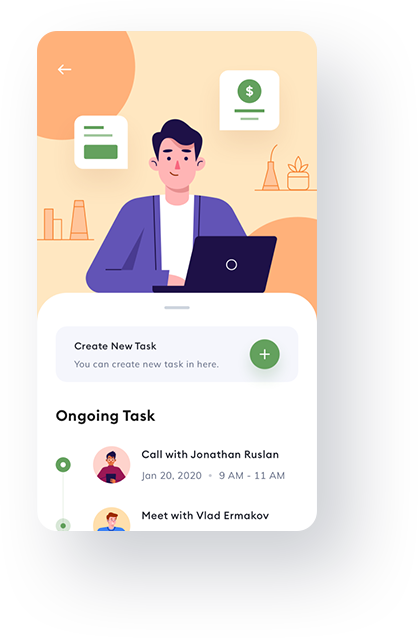 $
Create New Task
You can create new task in here.
Ongoing Task
Call with Jonathan Ruslan
Jan 20, 2020 • 9 AM - 11 AM
Meet with Vlad Ermakov